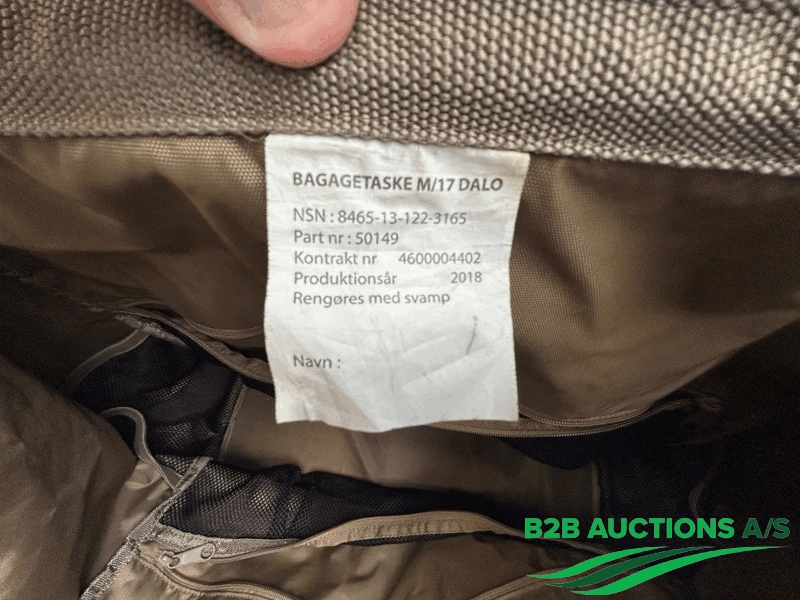 BAGAGETASKE M/17 DALO
NSN : 8465-13-122-3165
Part nr : 50149
Kontrakt nr 4600004402
Produktionsår 2018
Rengøres med svamp
Navn :
B2B AUCTIONS A/S